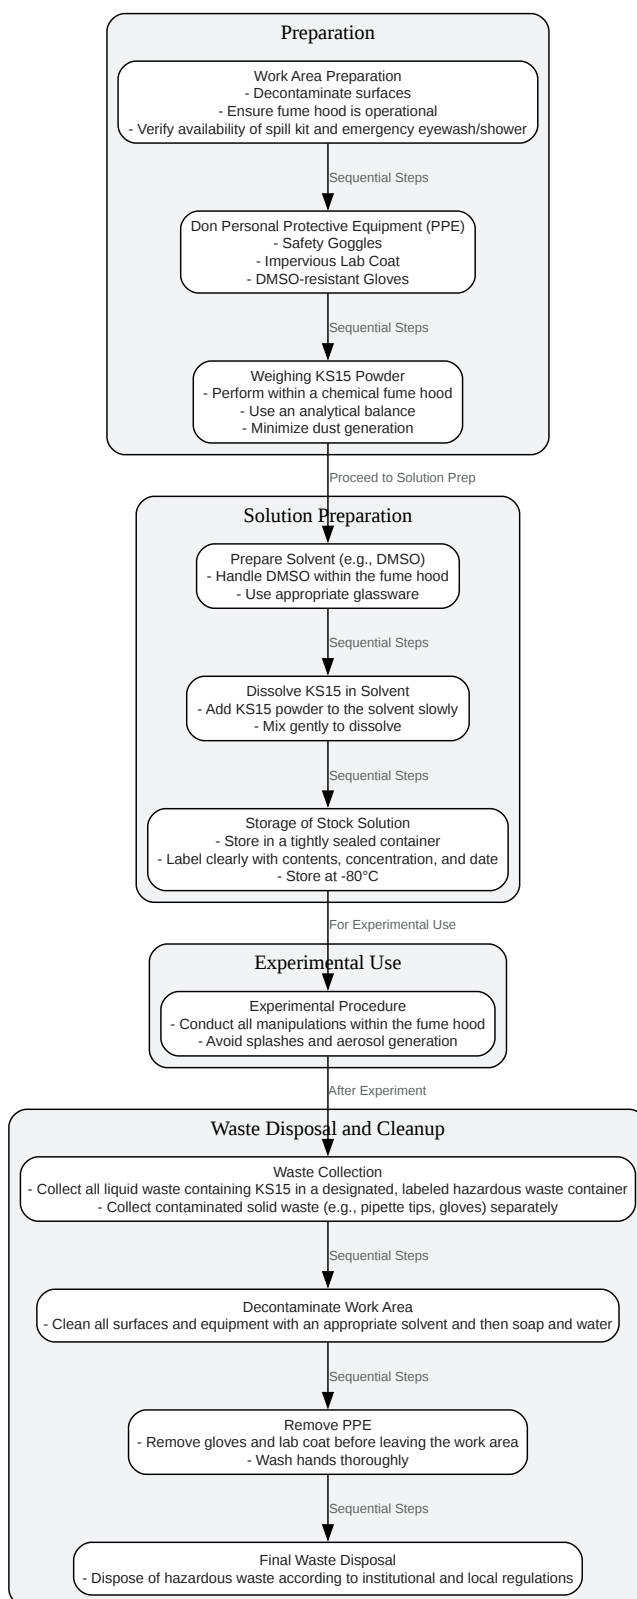 Preparation
Work Area Preparation
- Decontaminate surfaces
- Ensure fume hood is operational
- Verify availability of spill kit and emergency eyewash/shower
Sequential Steps
Don Personal Protective Equipment (PPE)
- Safety Goggles
- Impervious Lab Coat
- DMSO-resistant Gloves
Sequential Steps
Weighing KS15 Powder
- Perform within a chemical fume hood
- Use an analytical balance
- Minimize dust generation
Proceed to Solution Prep
Solution Preparation
Prepare Solvent (e.g., DMSO)
- Handle DMSO within the fume hood
- Use appropriate glassware
Sequential Steps
Dissolve KS15 in Solvent
- Add KS15 powder to the solvent slowly
- Mix gently to dissolve
Sequential Steps
Storage of Stock Solution
- Store in a tightly sealed container
- Label clearly with contents, concentration, and date
- Store at -80°C
For Experimental Use
Experimental Use
Experimental Procedure
- Conduct all manipulations within the fume hood
- Avoid splashes and aerosol generation
After Experiment
Waste Disposal and Cleanup
Waste Collection
- Collect all liquid waste containing KS15 in a designated, labeled hazardous waste container
- Collect contaminated solid waste (e.g., pipette tips, gloves) separately
Sequential Steps
Decontaminate Work Area
- Clean all surfaces and equipment with an appropriate solvent and then soap and water
Sequential Steps
Remove PPE
- Remove gloves and lab coat before leaving the work area
- Wash hands thoroughly
Sequential Steps
Final Waste Disposal
- Dispose of hazardous waste according to institutional and local regulations